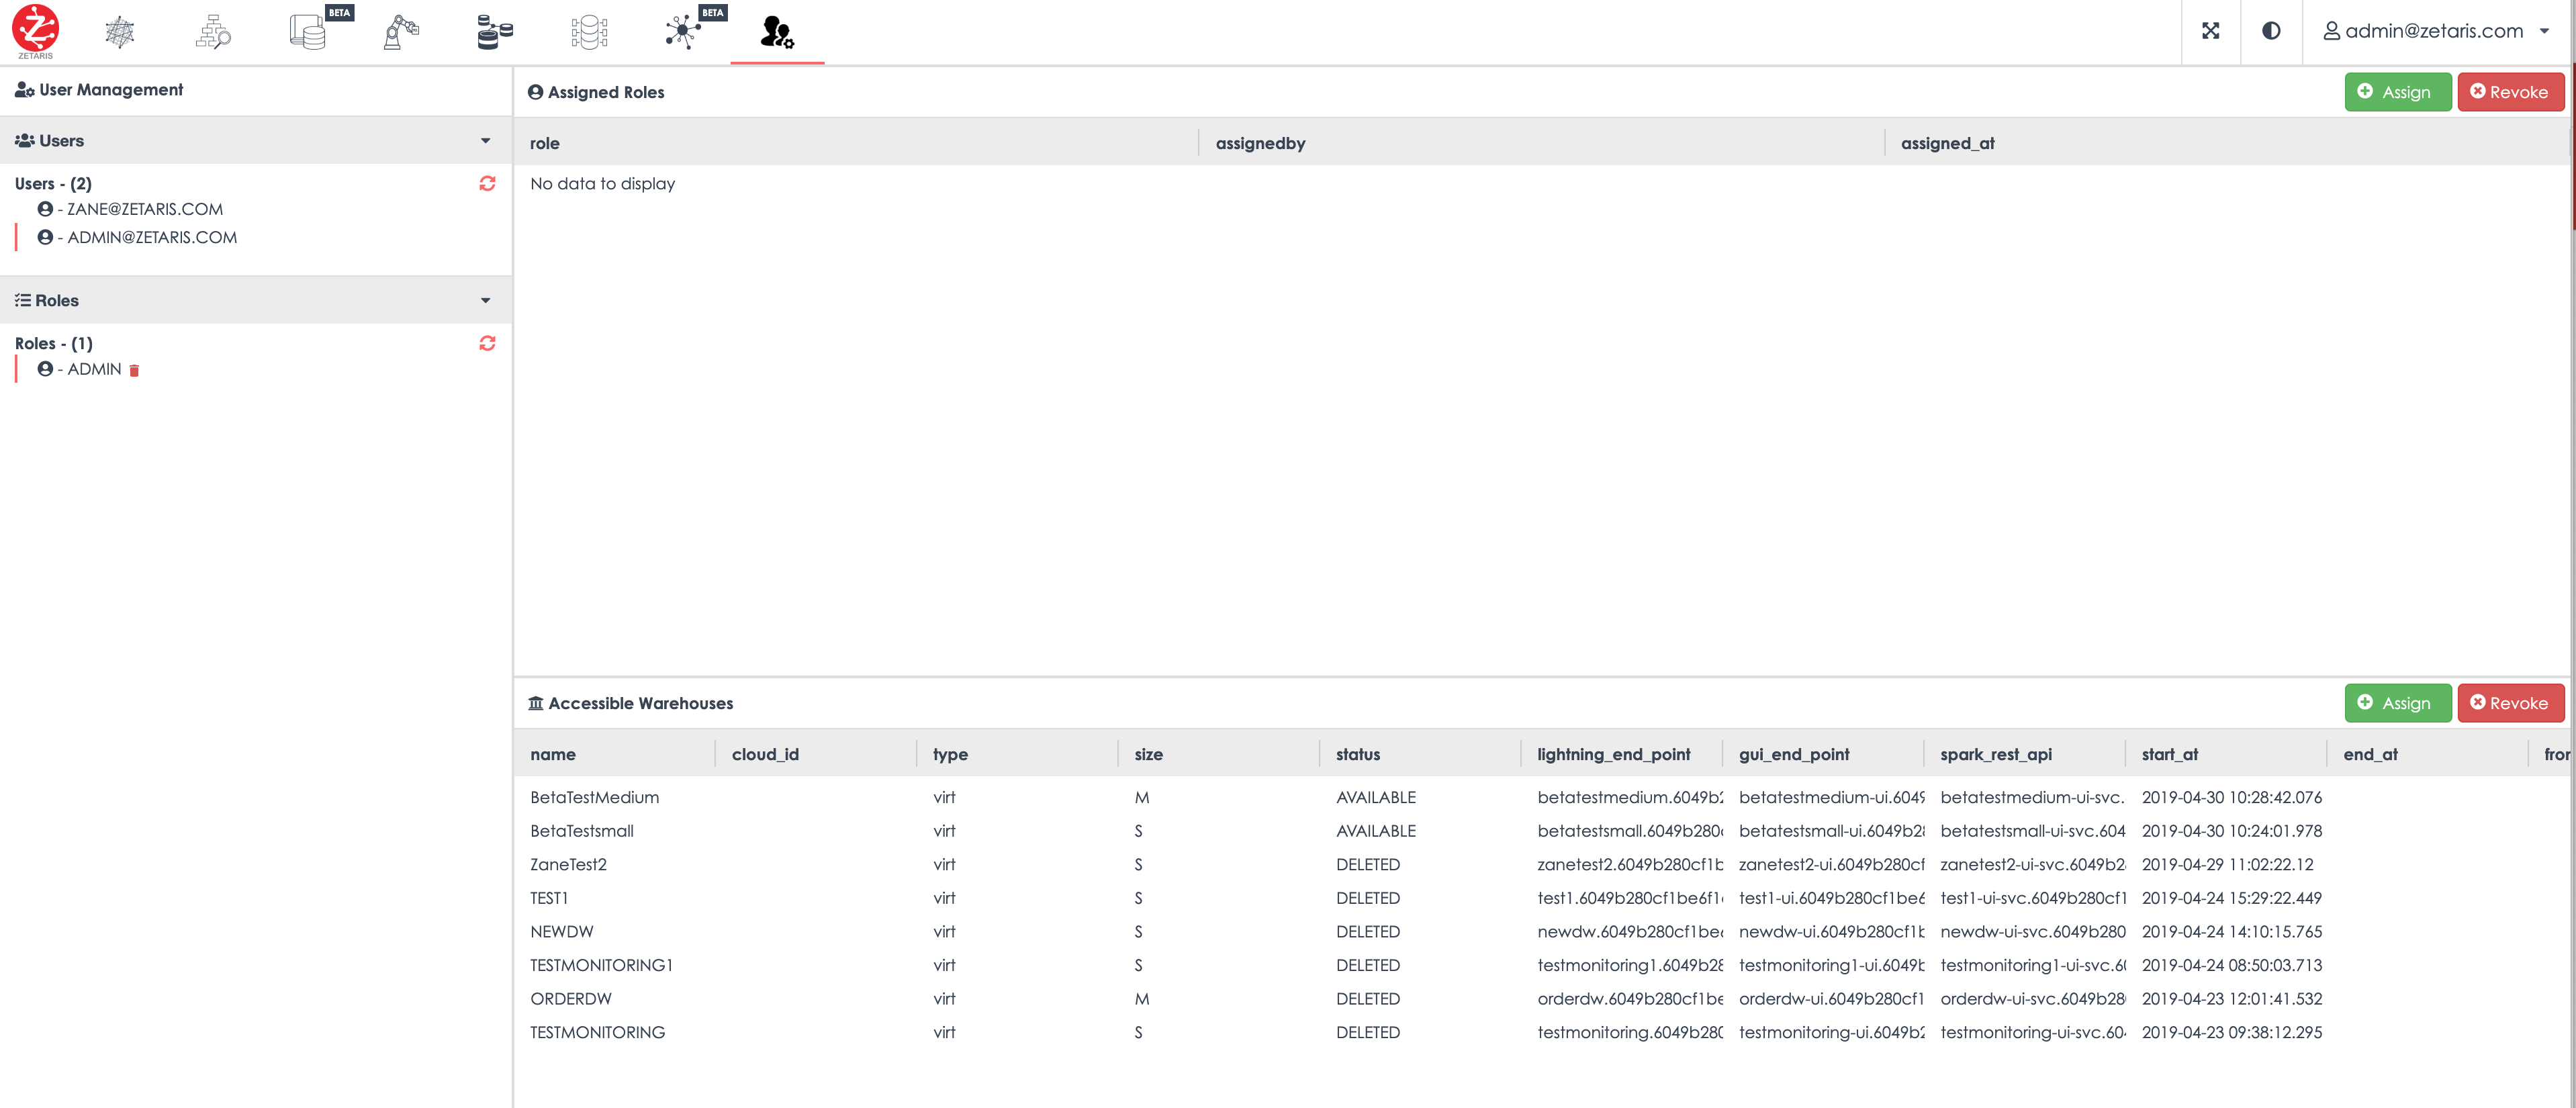 ZETARIS
BETA
BETA
admin@zetaris.com
User Management
Users
Users - (2)
- ZANE@ZETARIS.COM
- ADMIN@ZETARIS.COM
Roles
Roles - (1)
- ADMIN
Assigned Roles
Assign
Revoke
role assignedby assigned_at
No data to display
Accessible Warehouses
Assign
Revoke
name cloud_id type size status lightning_end_point gui_end_point spark_rest_api start_at end_at
BetaTestMedium virt M AVAILABLE betatestmedium.6049b2 betatestmedium-ui.6049 betatestmedium-ui-svc. 2019-04-30 10:28:42.076
BetaTestsmall virt S AVAILABLE betatestsmall.6049b280 betatestsmall-ui.6049b2 betatestsmall-ui-svc.604 2019-04-30 10:24:01.978
ZaneTest2 virt S DELETED zanetest2.6049b280cf1b zanetest2-ui.6049b280cf zanetest2-ui-svc.6049b2 2019-04-29 11:02:22.12
TEST1 virt S DELETED test1.6049b280cf1be6f1 test1-ui.6049b280cf1be6 test1-ui-svc.6049b280cf1 2019-04-24 15:29:22.449
NEWDW virt S DELETED newdw.6049b280cf1be newdw-ui.6049b280cf1b newdw-ui-svc.6049b280 2019-04-24 14:10:15.765
TESTMONITORING1 virt S DELETED testmonitoring1.6049b28 testmonitoring1-ui.6049b testmonitoring1-ui-svc.6 2019-04-24 08:50:03.713
ORDERDW virt M DELETED orderdw.6049b280cf1be orderdw-ui.6049b280cf1 orderdw-ui-svc.6049b28 2019-04-23 12:01:41.532
TESTMONITORING virt S DELETED testmonitoring.6049b280 testmonitoring-ui.6049b2 testmonitoring-ui-svc.60 2019-04-23 09:38:12.295